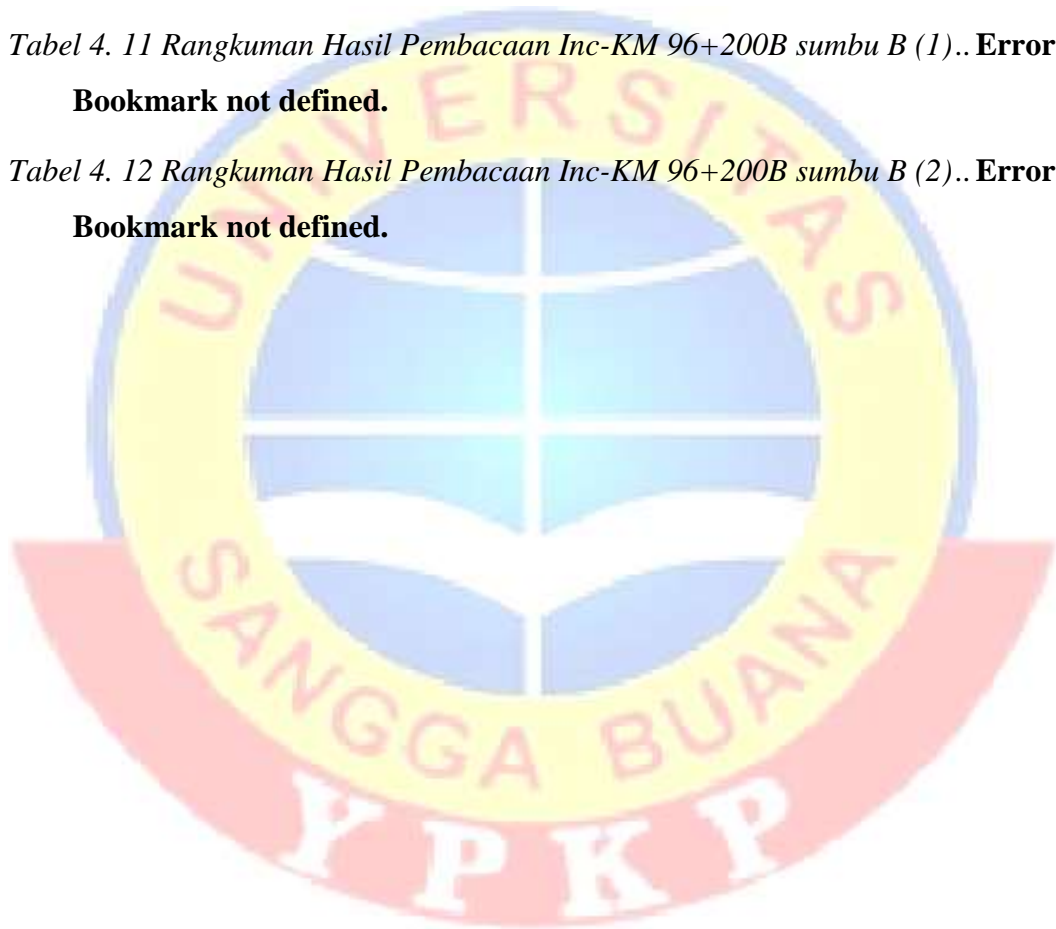 Tabel 4. 11 Rangkuman Hasil Pembacaan Inc-KM 96+200B sumbu B (1).. Error
Bookmark not defined.
Tabel 4. 12 Rangkuman Hasil Pembacaan Inc-KM 96+200B sumbu B (2).. Error
Bookmark not defined.
UNIVERSITAS
SANGGA BUANA
YPKP